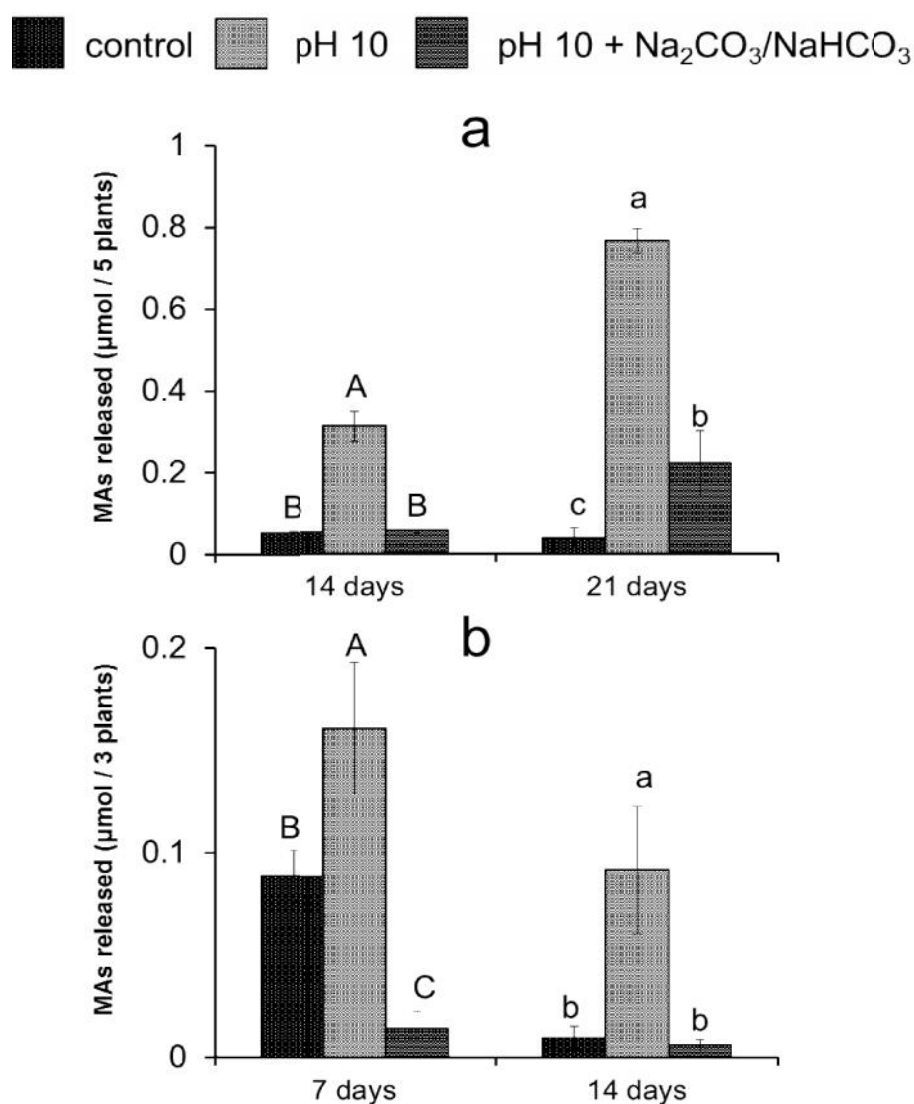 control pH 10 pH 10 + Na₂CO₃/NaHCO₃
a
MAs released (µmol / 5 plants)
1
0.8
0.6
0.4
0.2
0
B A B c a b
14 days 21 days
b
MAs released (µmol / 3 plants)
0.2
0.1
0
B A C b a b
7 days 14 days